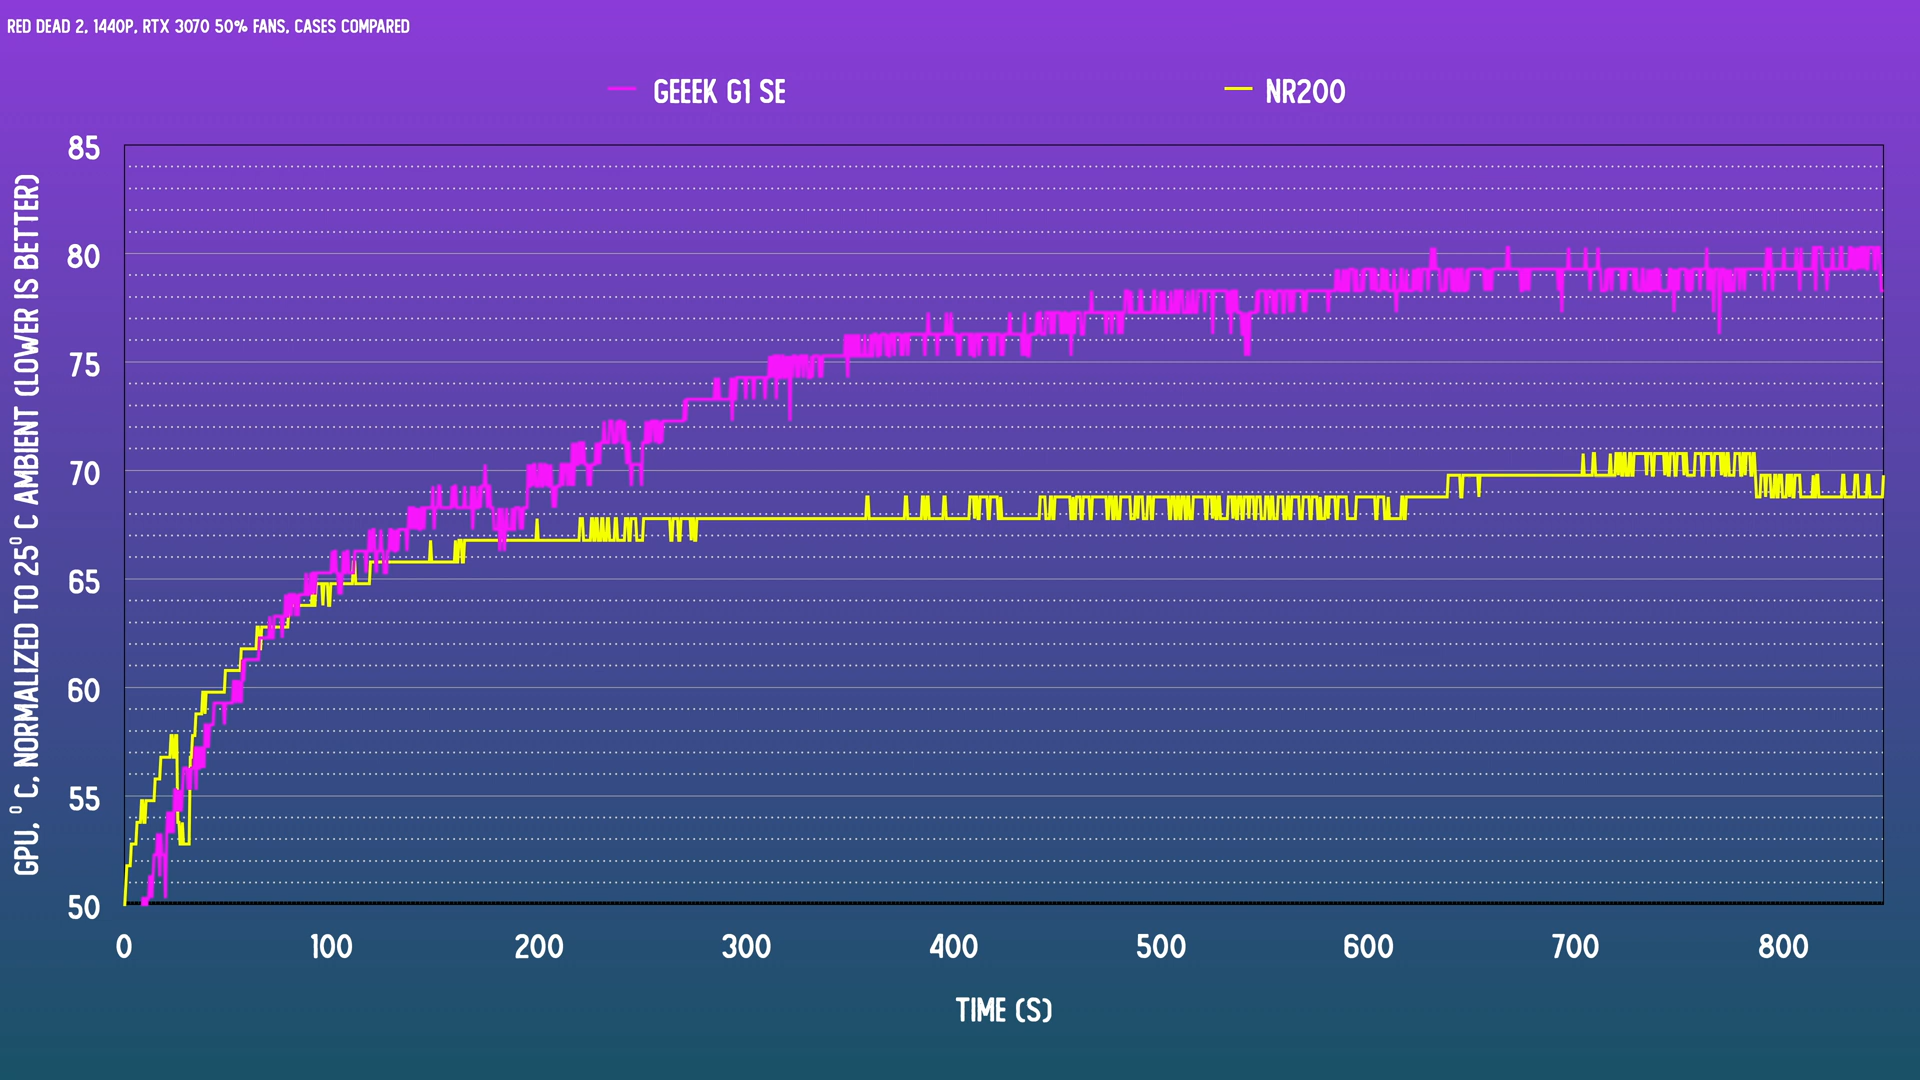 RED DEAD 2, 1440P, RTX 3070 50% FANS, CASES COMPARED
GEEEK G1 SE
NR200
GPU, ° C, NORMALIZED TO 25° C AMBIENT (LOWER IS BETTER)
85
80
75
70
65
60
55
50
0 100 200 300 400 500 600 700 800
TIME (S)